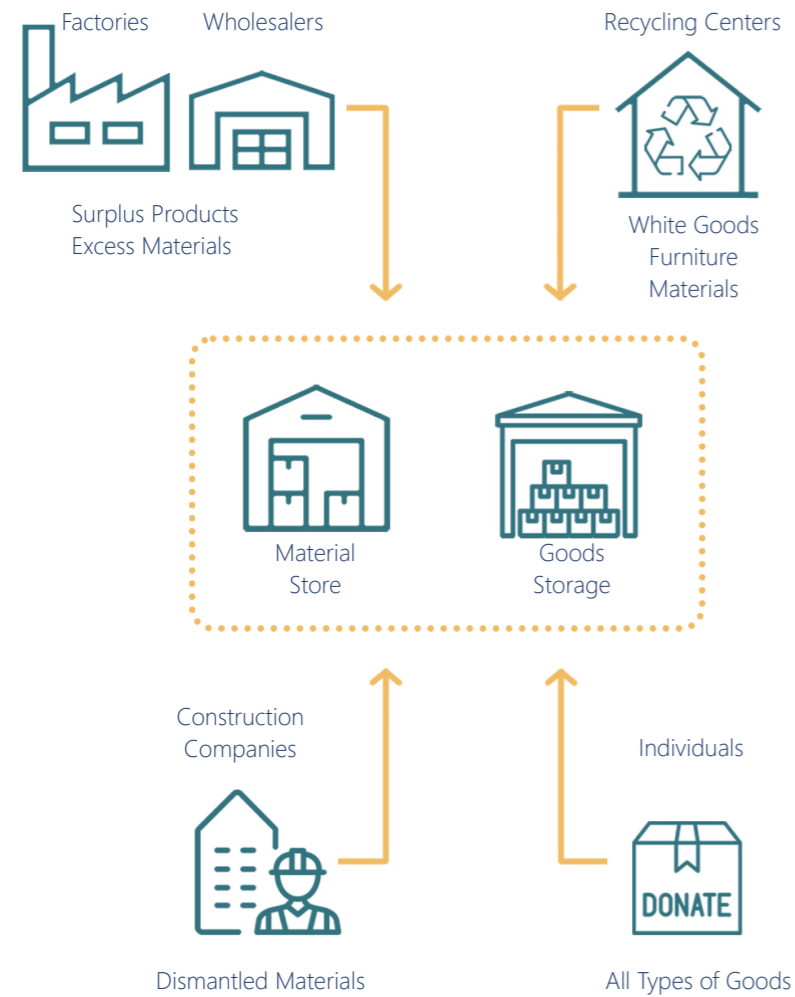 Factories
Wholesalers
Recycling Centers
Surplus Products
Excess Materials
White Goods
Furniture
Materials
Material
Store
Goods
Storage
Construction
Companies
Individuals
DONATE
Dismantled Materials
All Types of Goods